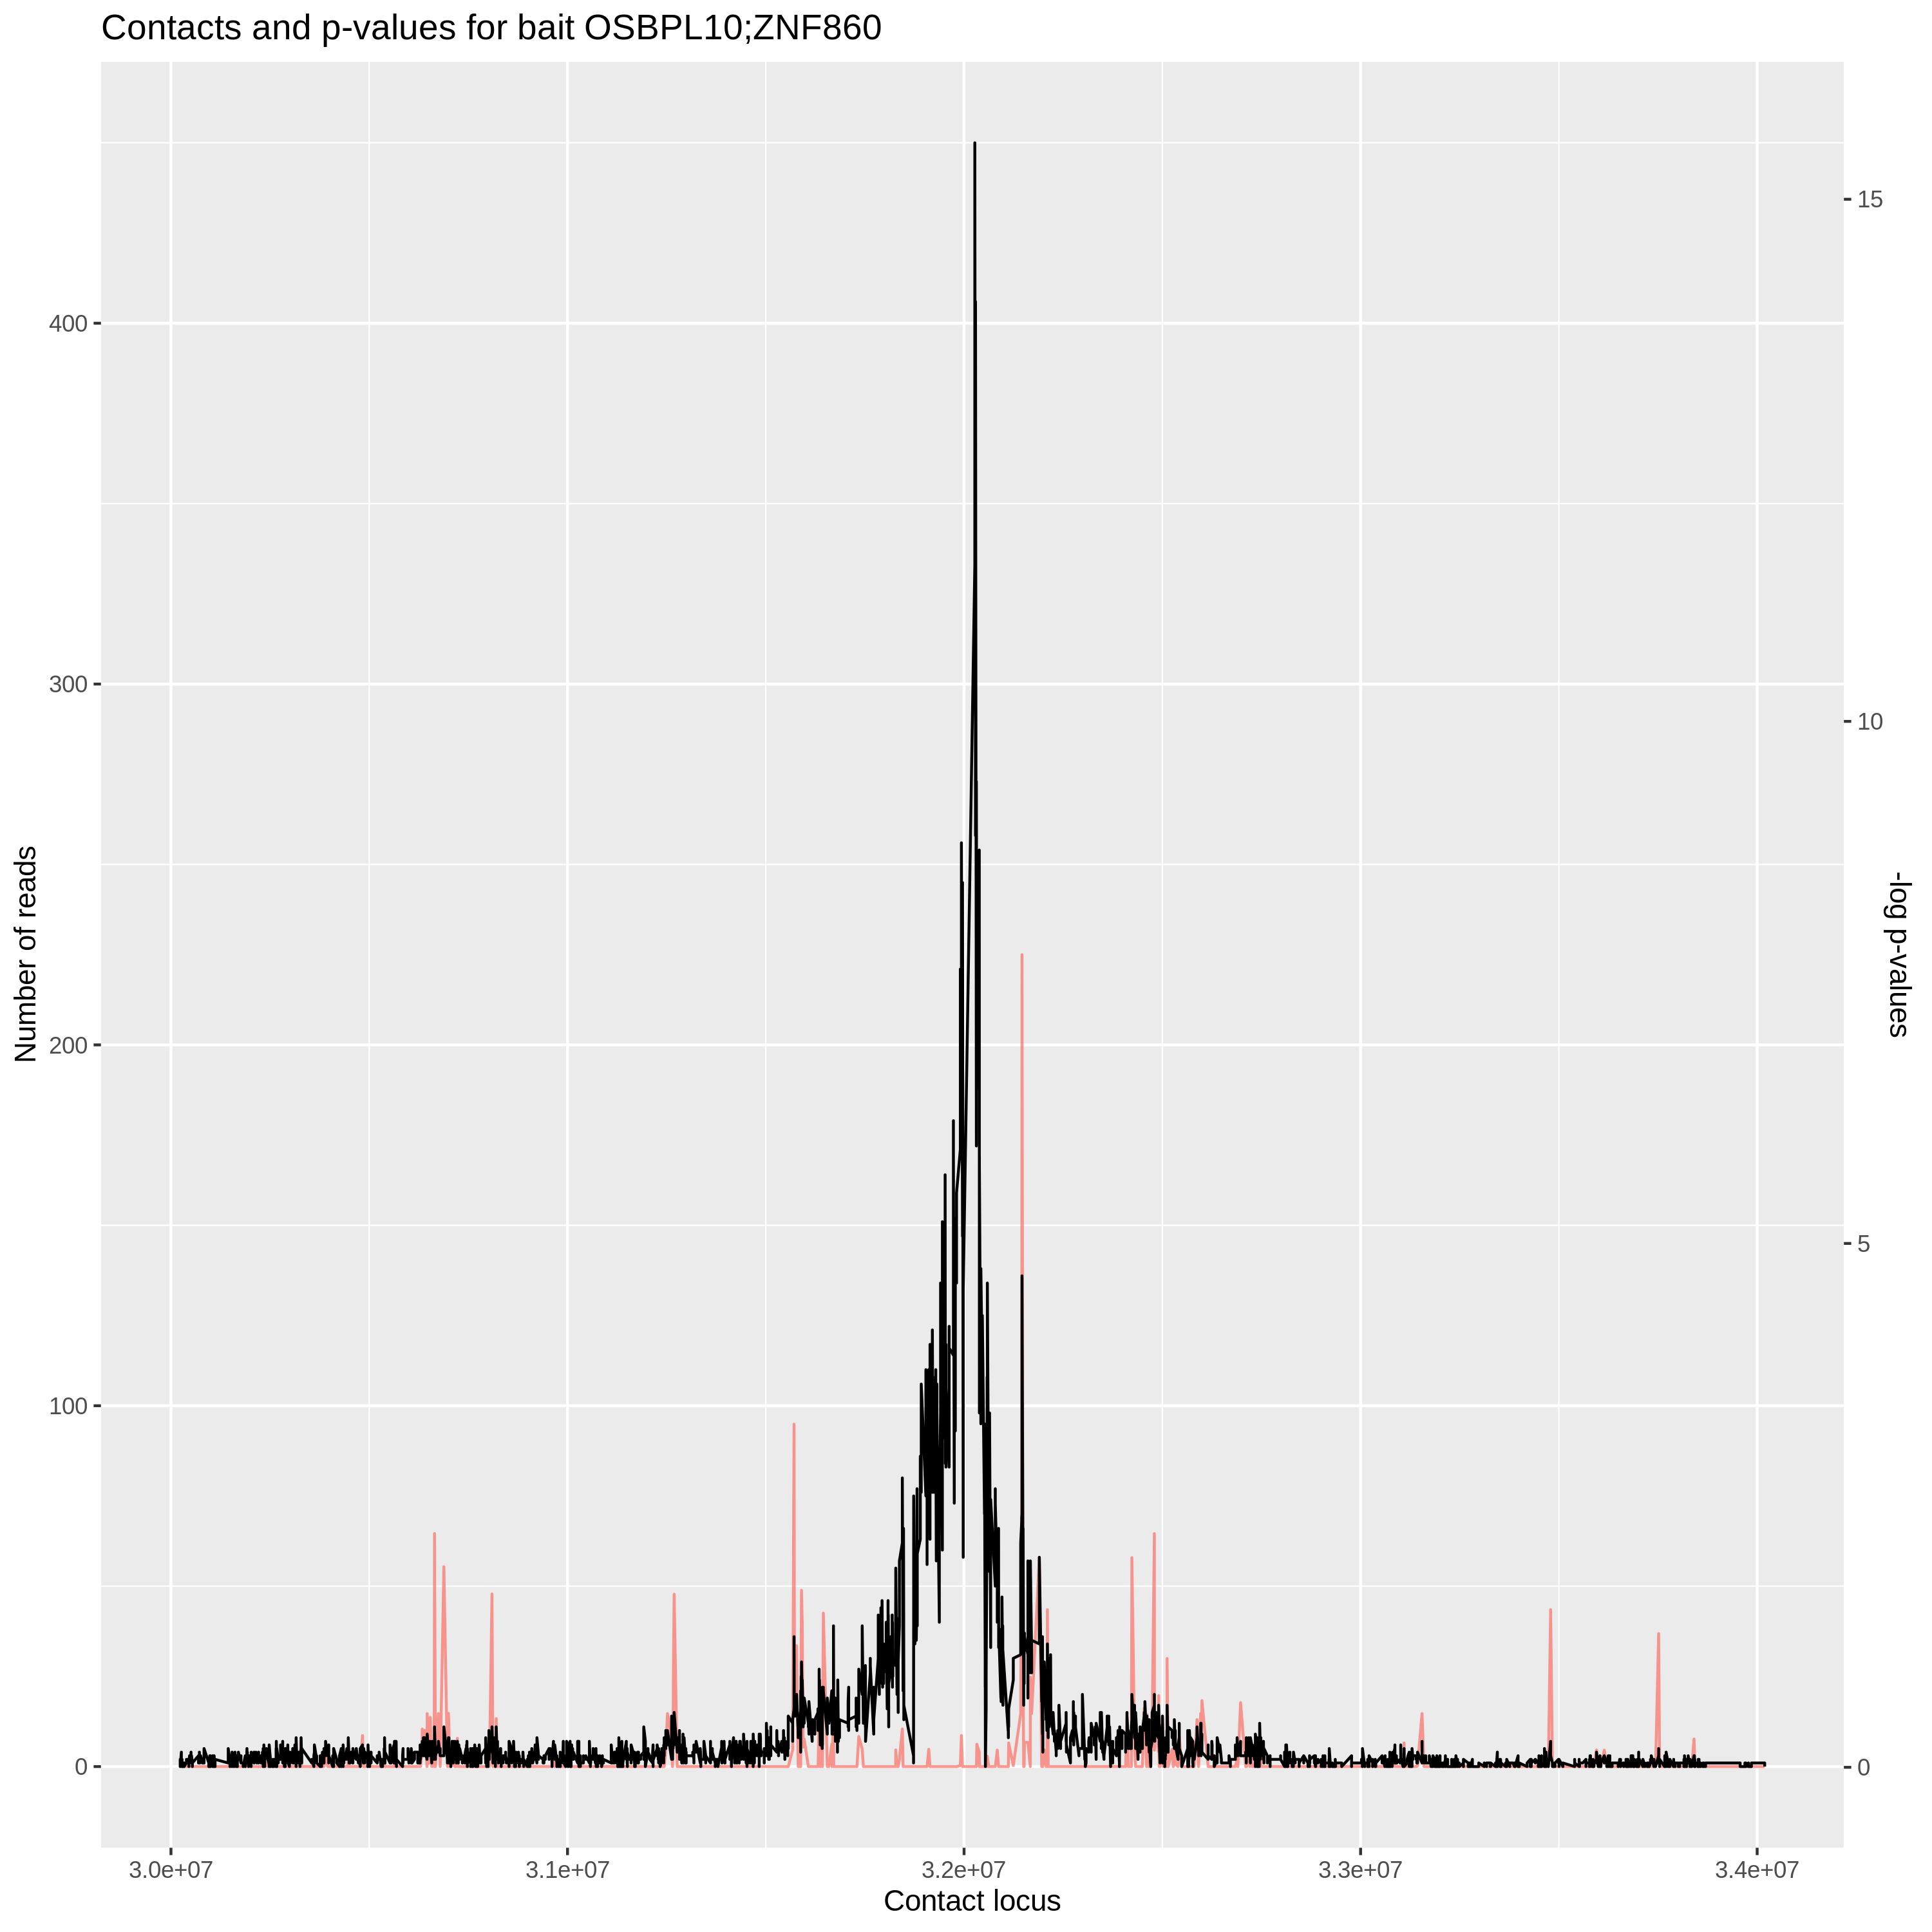 Contacts and p-values for bait OSBPL10;ZNF860
Number of reads
400
300
200
100
0
15
10
5
0
-log p-values
3.0e+07 3.1e+07 3.2e+07 3.3e+07 3.4e+07
Contact locus